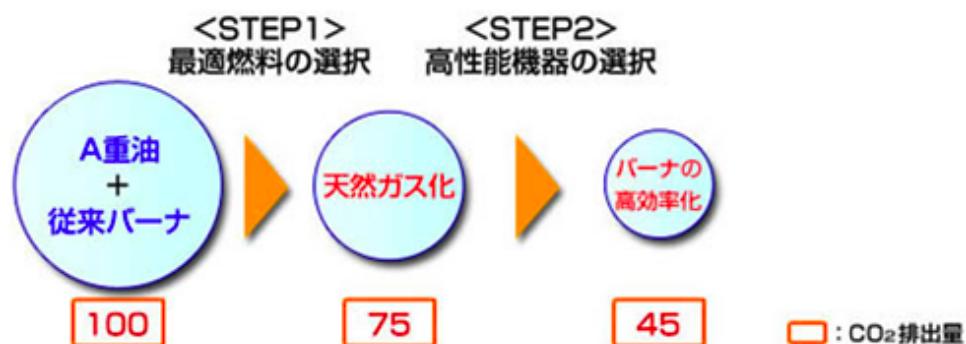 <STEP1>
最適燃料の選択
<STEP2>
高性能機器の選択
A重油
+
従来バーナ
天然ガス化
バーナの
高効率化
100
75
45
:CO₂排出量